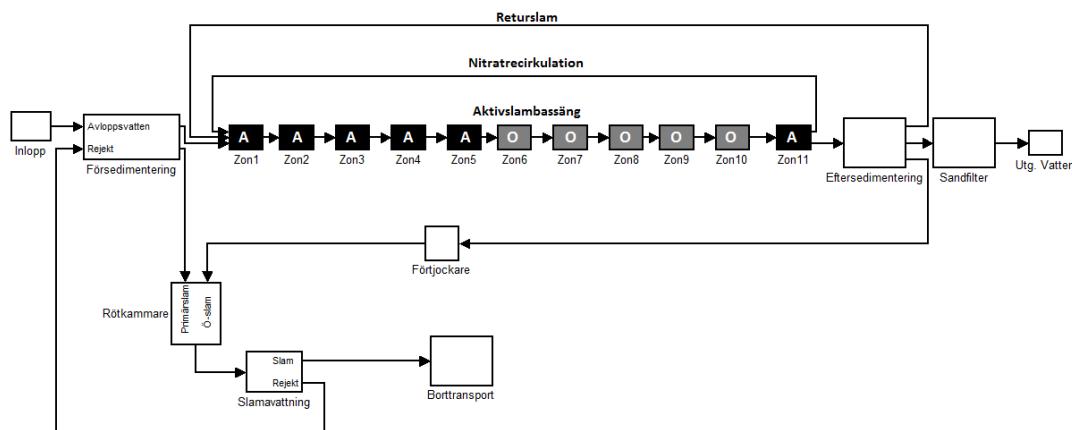 Returslam
Nitratrecirkulation
Aktivslambassäng
Inlopp
Avloppsvatten
Rejekt
Försedimentering
A
A
A
A
A
O
O
O
O
O
A
Zon1
Zon2
Zon3
Zon4
Zon5
Zon6
Zon7
Zon8
Zon9
Zon10
Zon11
Eftersedimentering
Sandfilter
Utg. Vatten
Förtjockare
Rötkammare
Primärslam
Ö-slam
Slam
Rejekt
Slamavattning
Borttransport